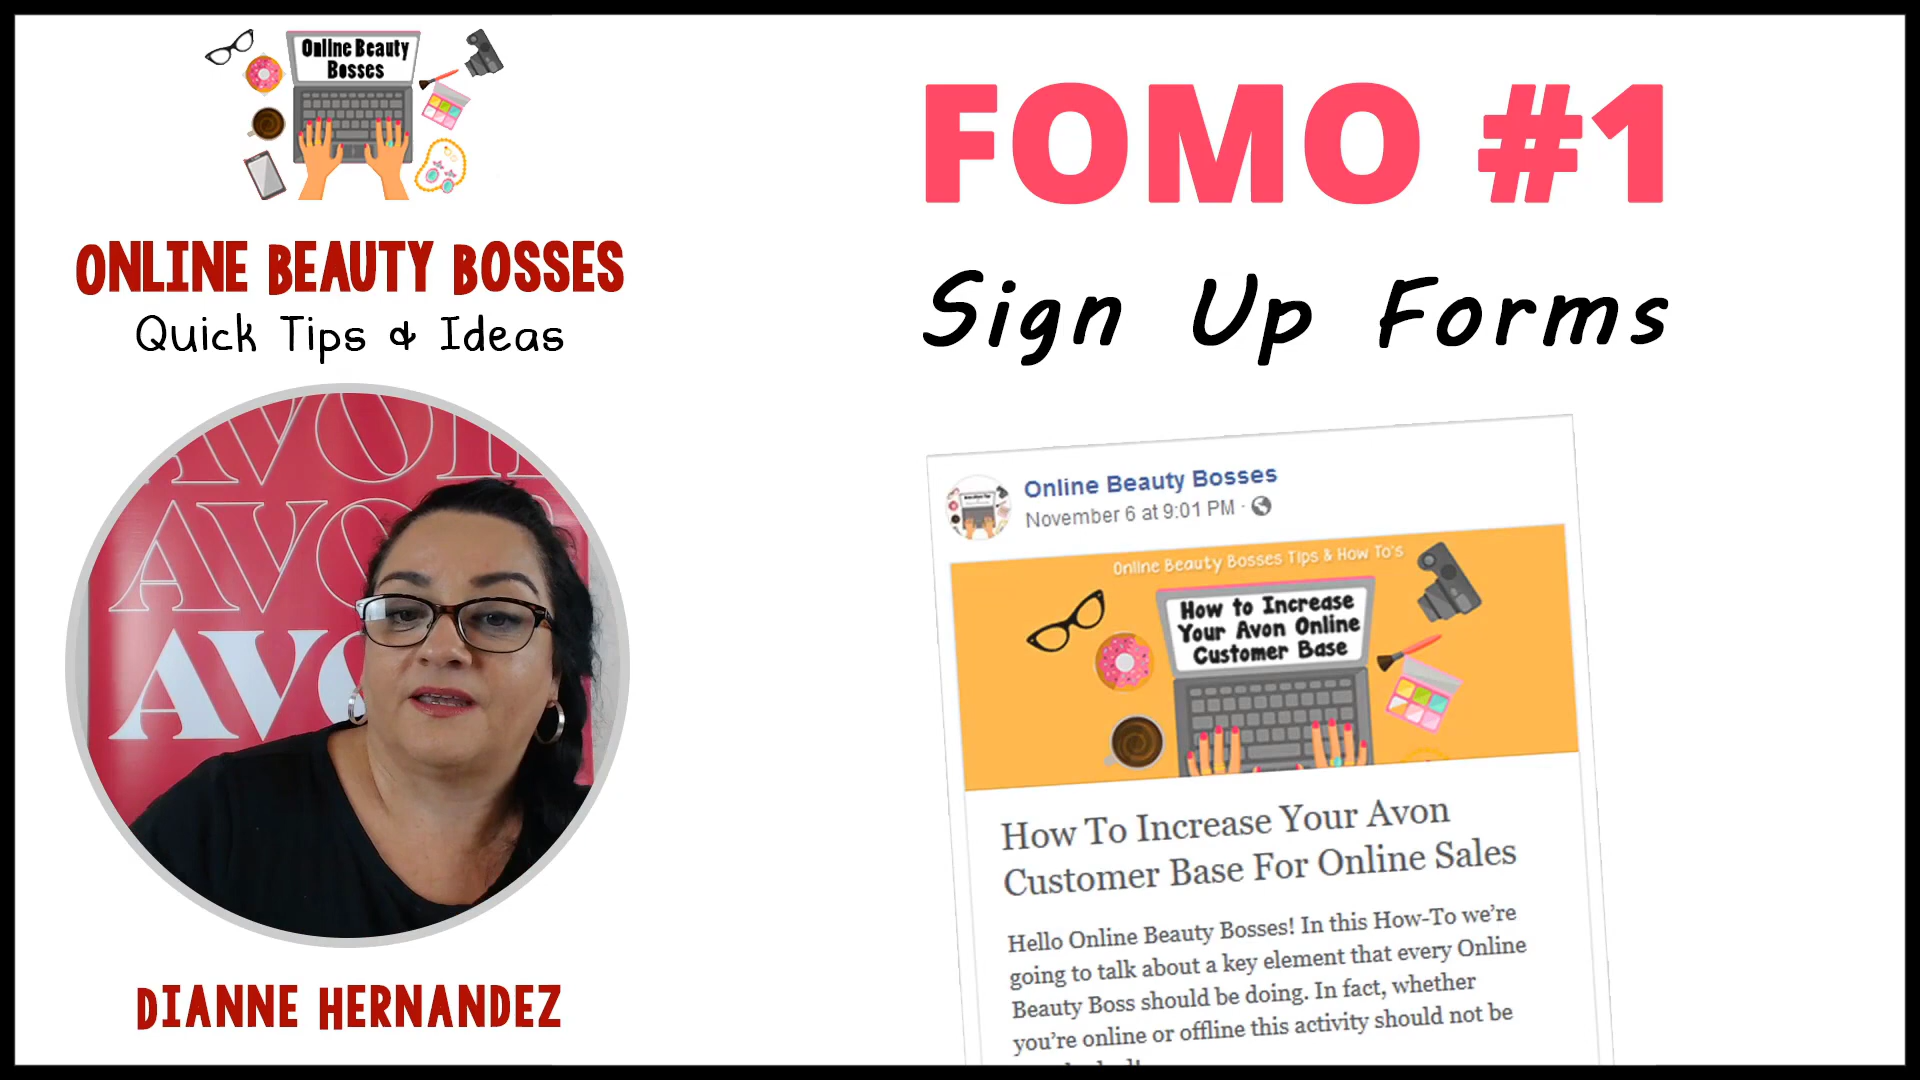 Online Beauty
Bosses
ONLINE BEAUTY BOSSES
Quick Tips & Ideas
AVON
AVON
AVO
DIANNE HERNANDEZ
FOMO #1
Sign Up Forms
Online Beauty Bosses
November 6 at 9:01 PM ·
Online Beauty Bosses Tips & How To's
How to Increase
Your Avon Online
Customer Base
How To Increase Your Avon
Customer Base For Online Sales
Hello Online Beauty Bosses! In this How-To we're
going to talk about a key element that every Online
Beauty Boss should be doing. In fact, whether
you're online or offline this activity should not be